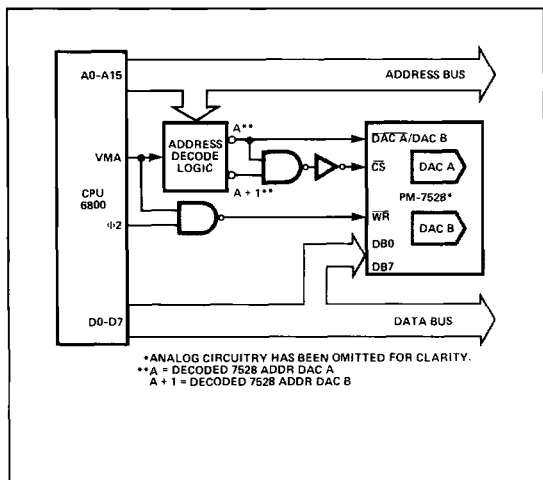 A0–A15
ADDRESS BUS
A**
VMA
ADDRESS DECODE LOGIC
DAC A/DAC B
CS
DAC A
CPU 6800
A + 1**
PM-7528*
WR
DAC B
Φ2
DB0
DB7
D0–D7
DATA BUS
*ANALOG CIRCUITRY HAS BEEN OMITTED FOR CLARITY.
**A = DECODED 7528 ADDR DAC A
A + 1 = DECODED 7528 ADDR DAC B